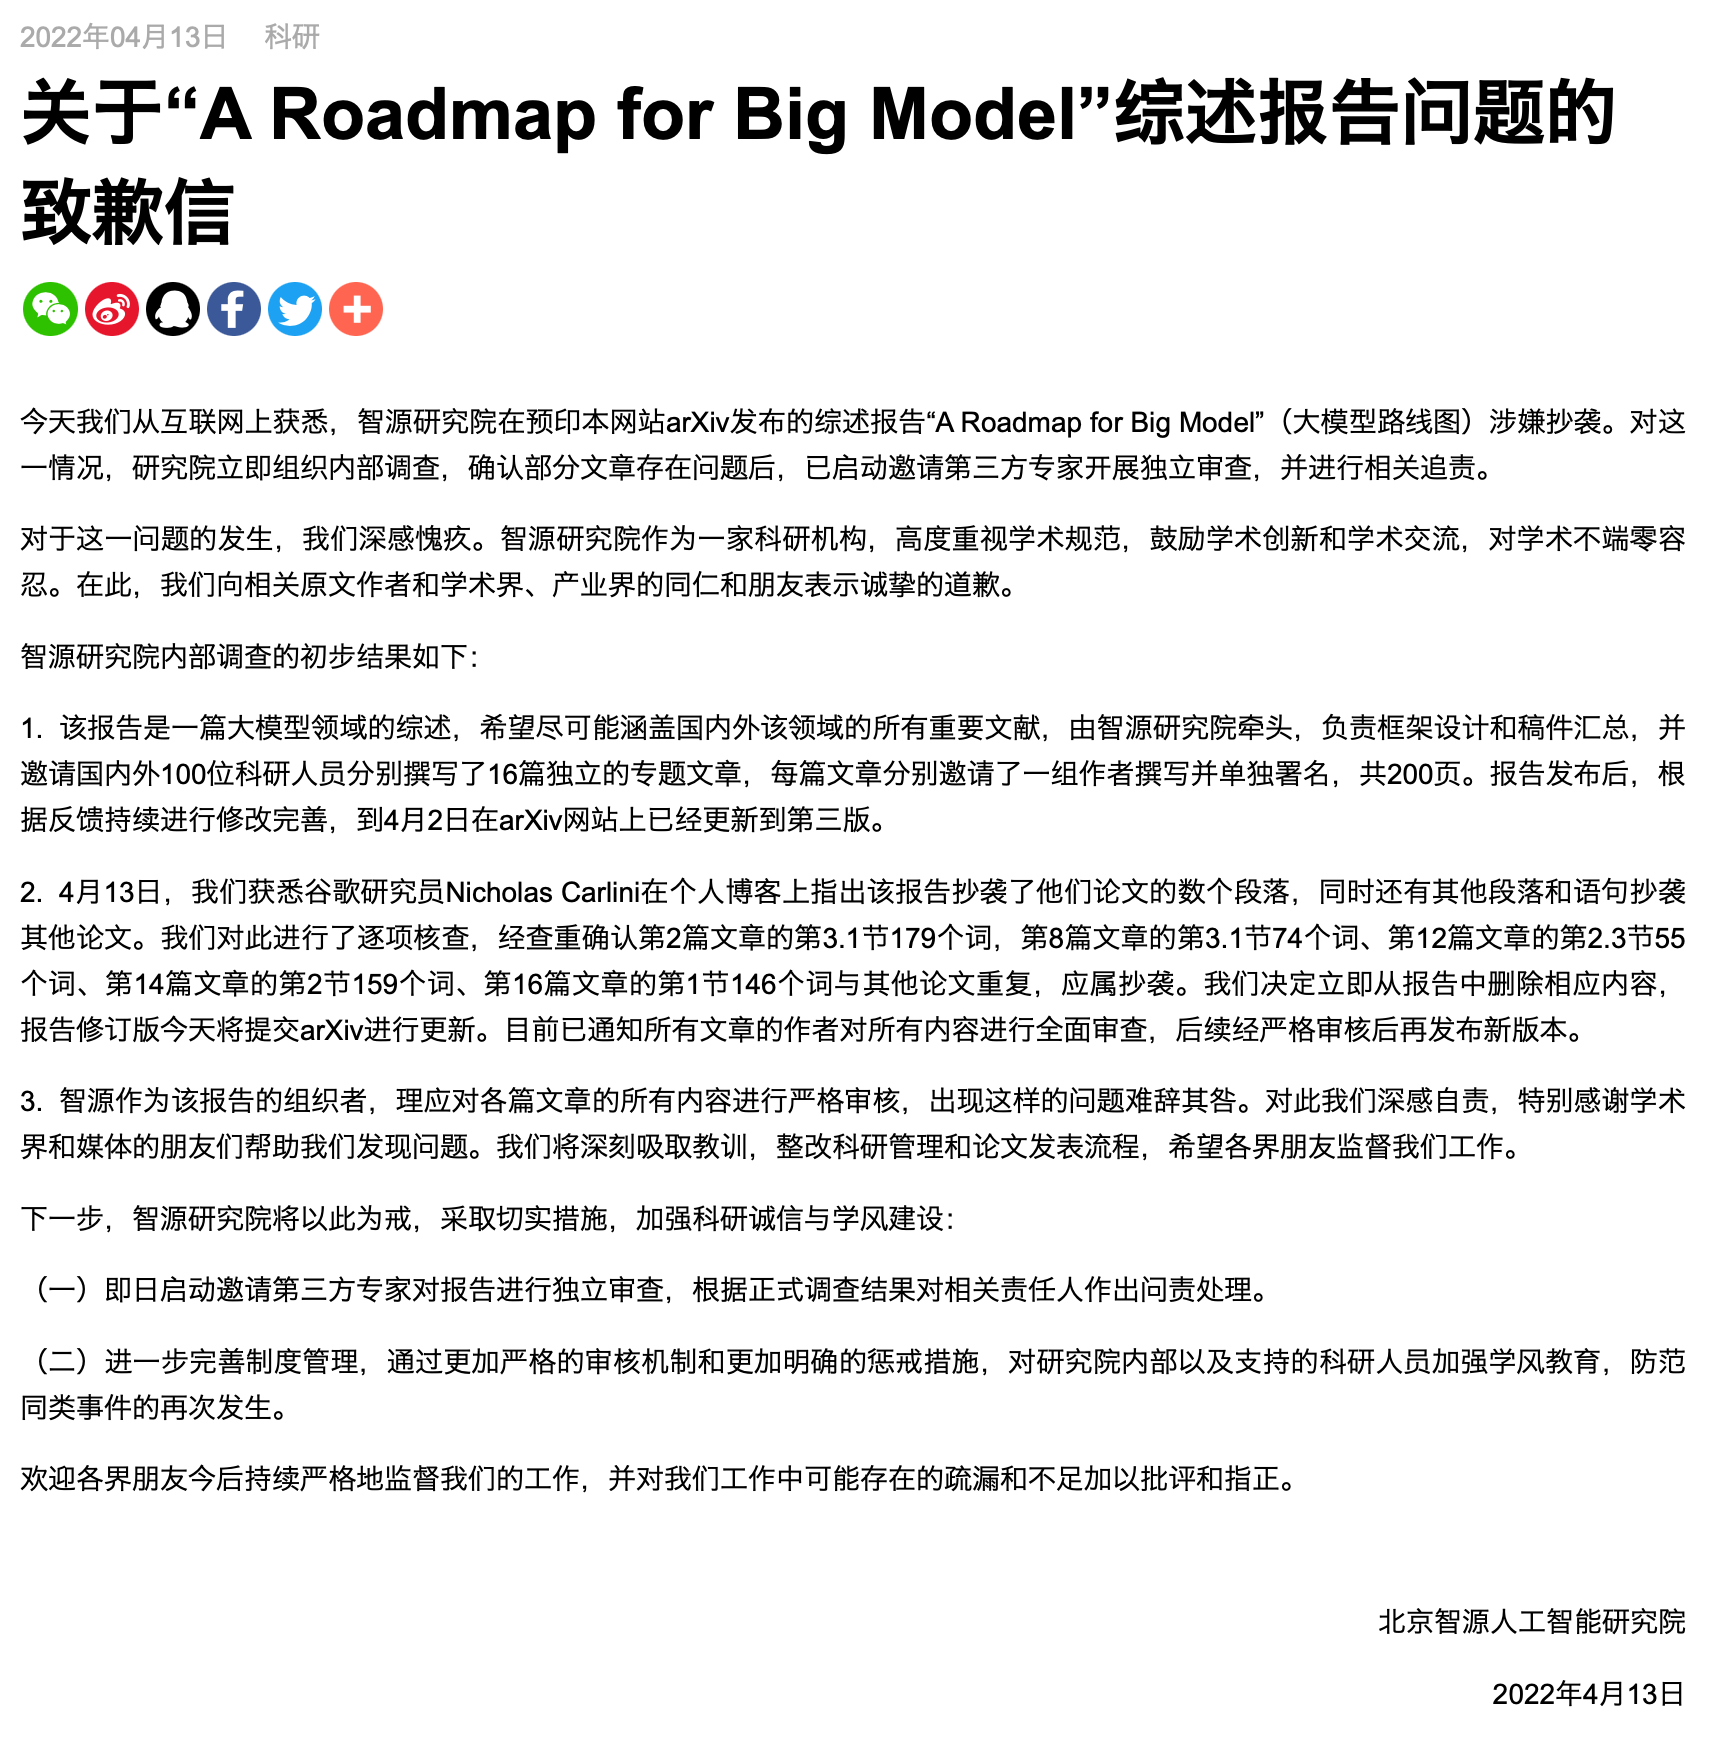 2022年04月13日 科研
关于“A Roadmap for Big Model”综述报告问题的
致歉信
今天我们从互联网上获悉，智源研究院在预印本网站arXiv发布的综述报告“A Roadmap for Big Model”（大模型路线图）涉嫌抄袭。对这
一情况，研究院立即组织内部调查，确认部分文章存在问题后，已启动邀请第三方专家开展独立审查，并进行相关追责。
对于这一问题的发生，我们深感愧疚。智源研究院作为一家科研机构，高度重视学术规范，鼓励学术创新和学术交流，对学术不端零容
忍。在此，我们向相关原文作者和学术界、产业界的同仁和朋友表示诚挚的道歉。
智源研究院内部调查的初步结果如下：
1. 该报告是一篇大模型领域的综述，希望尽可能涵盖国内外该领域的所有重要文献，由智源研究院牵头，负责框架设计和稿件汇总，并
邀请国内外100位科研人员分别撰写了16篇独立的专题文章，每篇文章分别邀请了一组作者撰写并单独署名，共200页。报告发布后，根
据反馈持续进行修改完善，到4月2日在arXiv网站上已经更新到第三版。
2. 4月13日，我们获悉谷歌研究员Nicholas Carlini在个人博客上指出该报告抄袭了他们论文的数个段落，同时还有其他段落和语句抄袭
其他论文。我们对此进行了逐项核查，经查重确认第2篇文章的第3.1节179个词，第8篇文章的第3.1节74个词、第12篇文章的第2.3节55
个词、第14篇文章的第2节159个词、第16篇文章的第1节146个词与其他论文重复，应属抄袭。我们决定立即从报告中删除相应内容，
报告修订版今天将提交arXiv进行更新。目前已通知所有文章的作者对所有内容进行全面审查，后续经严格审核后再发布新版本。
3. 智源作为该报告的组织者，理应对各篇文章的所有内容进行严格审核，出现这样的问题难辞其咎。对此我们深感自责，特别感谢学术
界和媒体的朋友们帮助我们发现问题。我们将深刻吸取教训，整改科研管理和论文发表流程，希望各界朋友监督我们工作。
下一步，智源研究院将以此为戒，采取切实措施，加强科研诚信与学风建设：
（一）即日启动邀请第三方专家对报告进行独立审查，根据正式调查结果对相关责任人作出问责处理。
（二）进一步完善制度管理，通过更加严格的审核机制和更加明确的惩戒措施，对研究院内部以及支持的科研人员加强学风教育，防范
同类事件的再次发生。
欢迎各界朋友今后持续严格地监督我们的工作，并对我们工作中可能存在的疏漏和不足加以批评和指正。
北京智源人工智能研究院
2022年4月13日